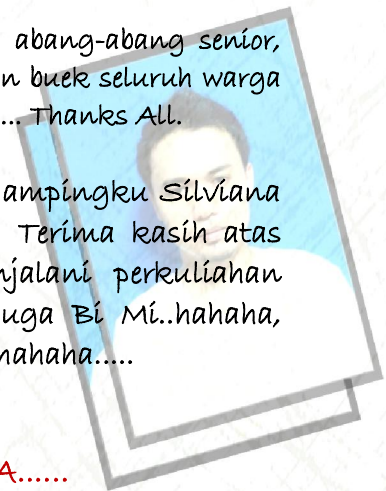 abang-abang senior,
n buek seluruh warga
... Thanks All.
ampingku Silviana
Terima kasih atas
njalani perkuliahan
uga Bi Mi..hahaha,
hahaha.....
A......